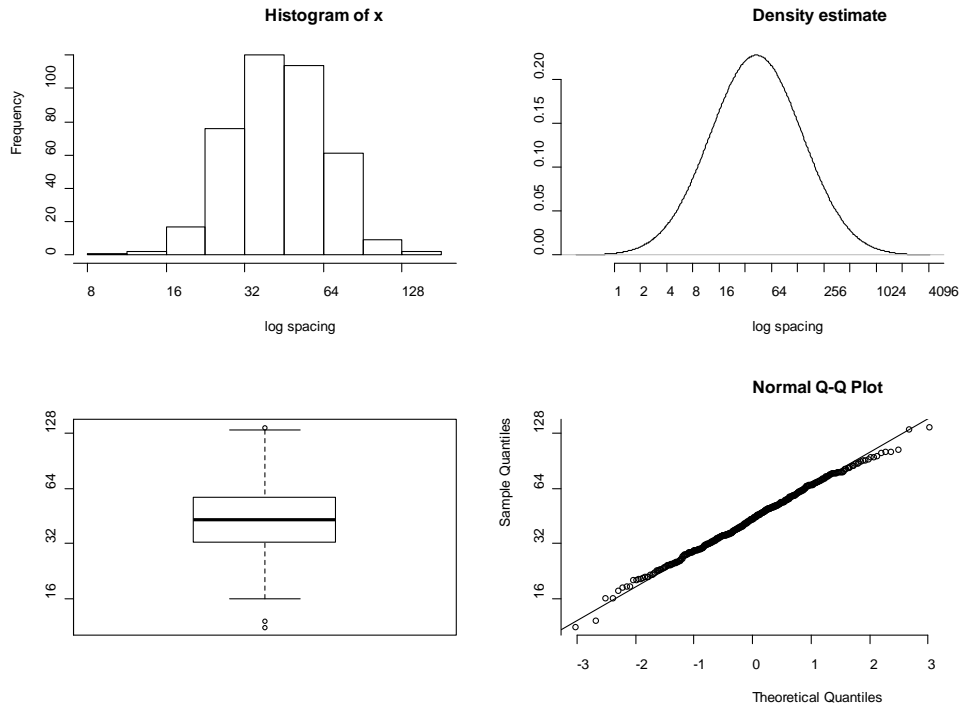 Histogram of x
Frequency
0 20 40 60 80 100
8 16 32 64 128
log spacing
Density estimate
0.00 0.05 0.10 0.15 0.20
1 2 4 8 16 64 256 1024 4096
log spacing
16 32 64 128
Normal Q-Q Plot
Sample Quantiles
16 32 64 128
-3 -2 -1 0 1 2 3
Theoretical Quantiles